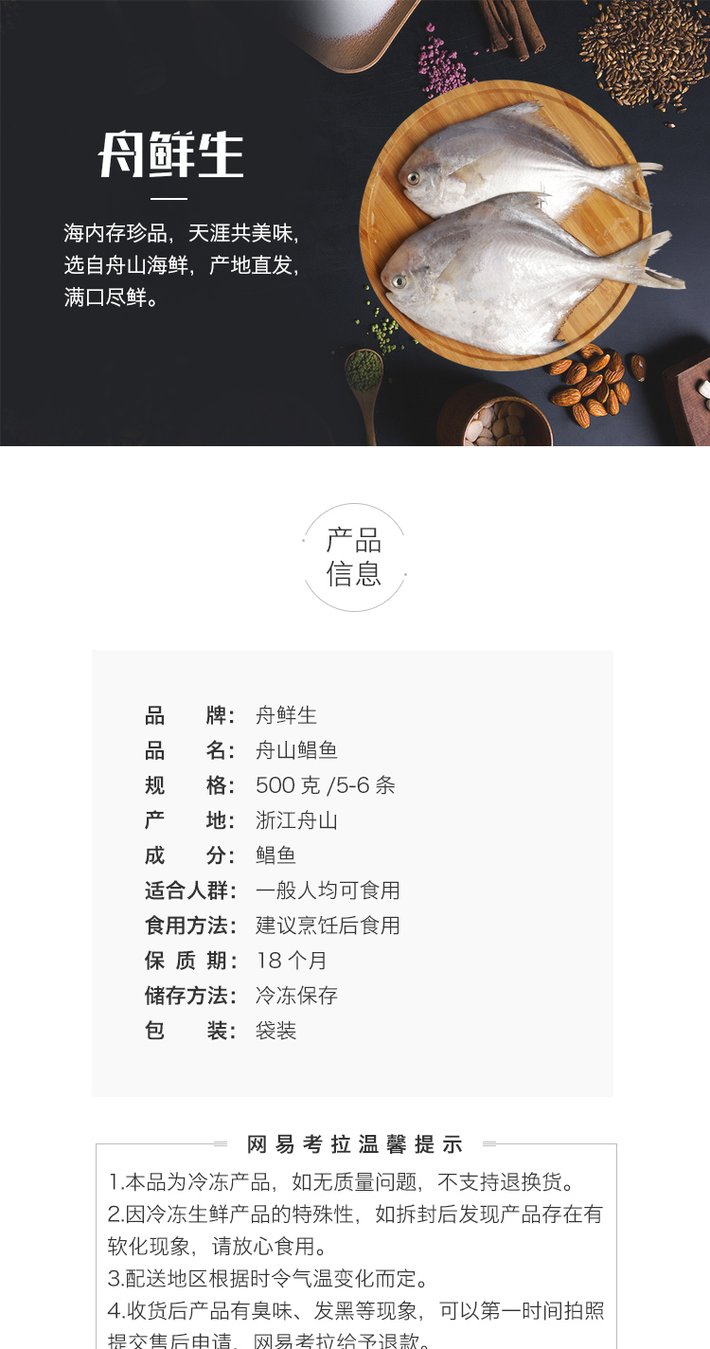 舟鲜生
海内存珍品，天涯共美味，
选自舟山海鲜，产地直发，
满口尽鲜。
产品
信息
品 牌： 舟鲜生
品 名： 舟山鲳鱼
规 格： 500 克 /5-6 条
产 地： 浙江舟山
成 分： 鲳鱼
适合人群： 一般人均可食用
食用方法： 建议烹饪后食用
保 质 期： 18 个月
储存方法： 冷冻保存
包 装： 袋装
网易考拉温馨提示
1.本品为冷冻产品，如无质量问题，不支持退换货。
2.因冷冻生鲜产品的特殊性，如拆封后发现产品存在有
软化现象，请放心食用。
3.配送地区根据时令气温变化而定。
4.收货后产品有臭味、发黑等现象，可以第一时间拍照
提交售后申请，网易考拉给予退款。